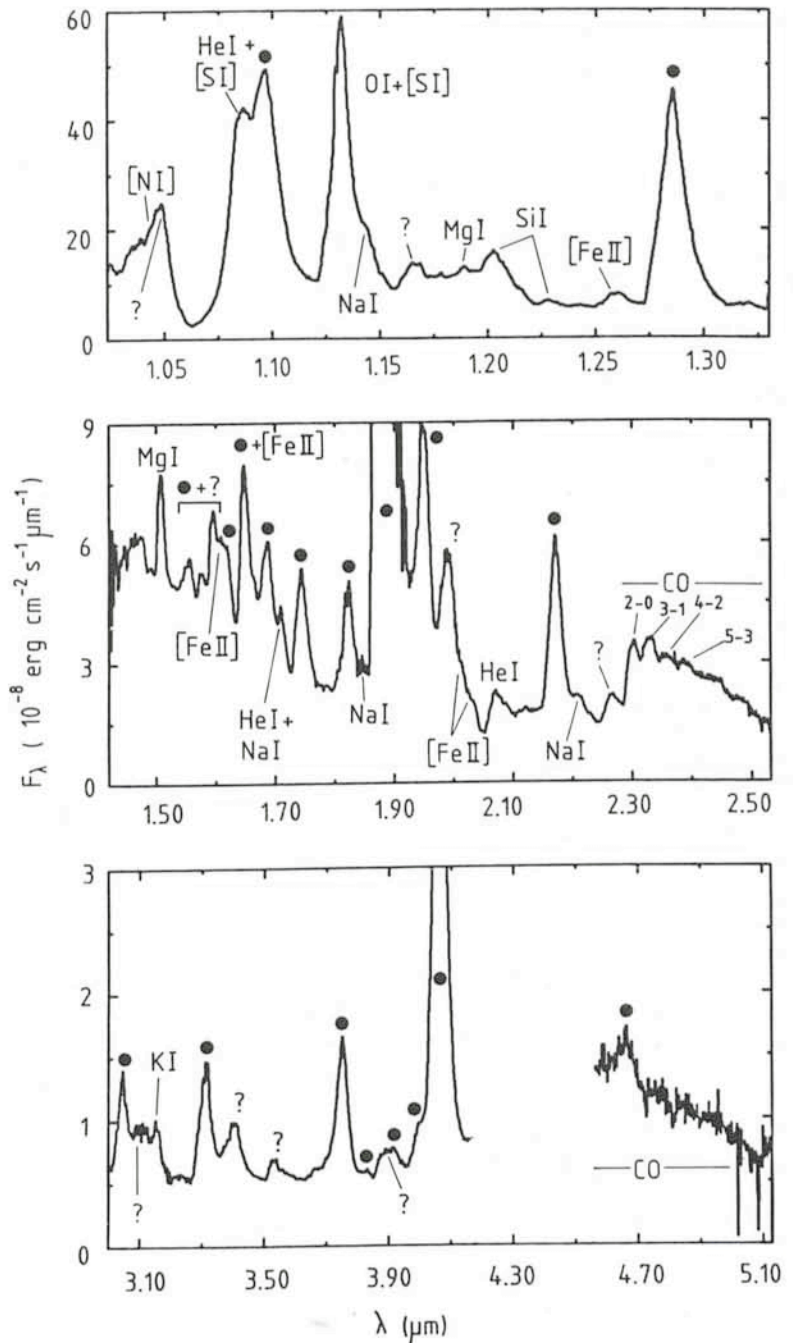 60
40
20
0
HeI +
[SI]
OI+[SI]
[NI]
?
NaI
?
MgI
SiI
[FeII]
1.05 1.10 1.15 1.20 1.25 1.30
9
6
3
0
MgI
+?
+[FeII]
[FeII]
HeI+
NaI
NaI
?
[FeII]
HeI
NaI
?
CO
2-0
3-1
4-2
5-3
1.50 1.70 1.90 2.10 2.30 2.50
Fλ ( 10⁻⁸ erg cm⁻² s⁻¹ μm⁻¹ )
3
2
1
0
KI
?
?
?
?
CO
3.10 3.50 3.90 4.30 4.70 5.10
λ (μm)